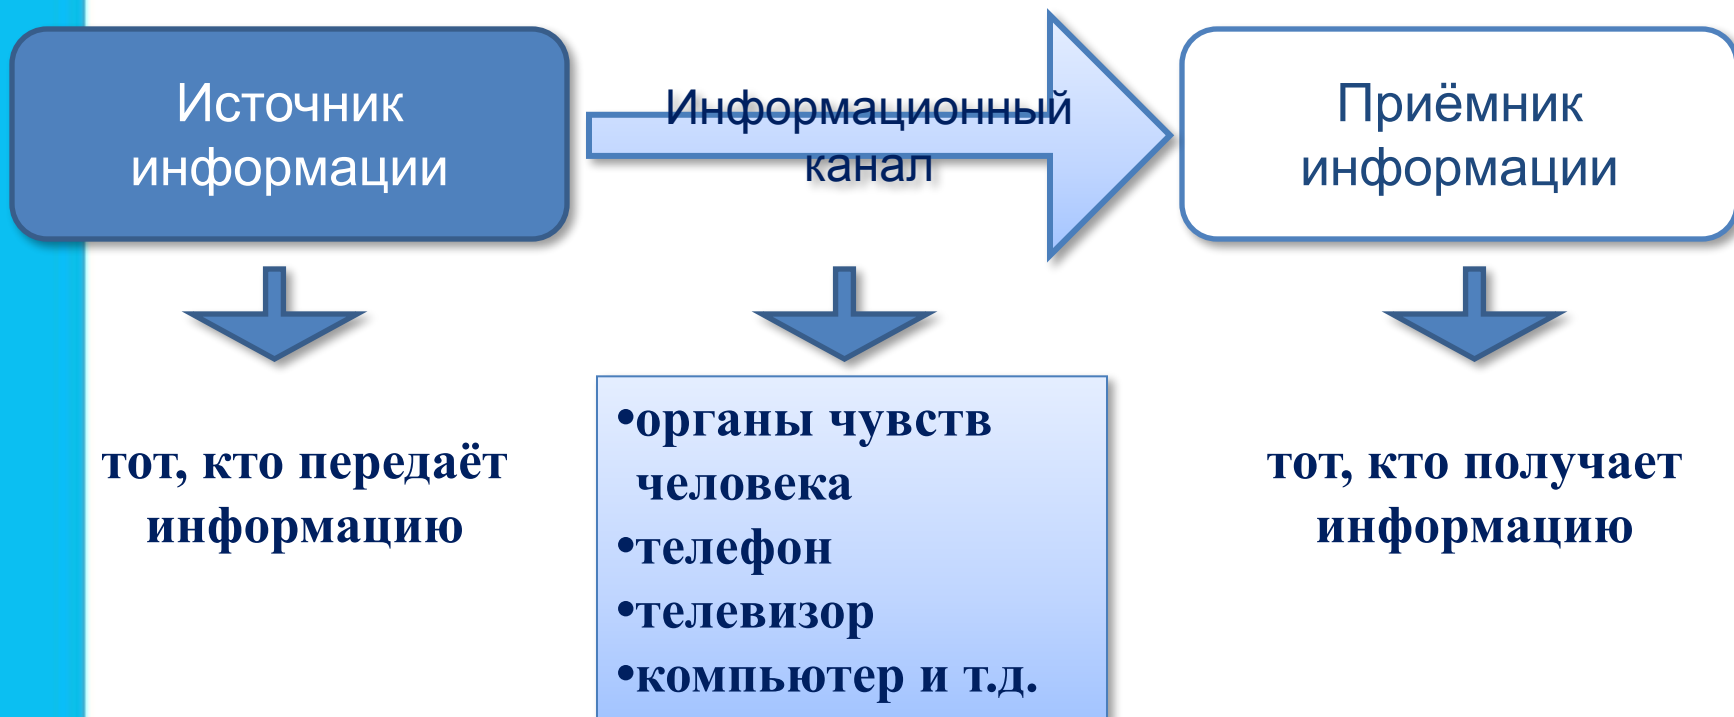 Источник
информации
Информационный
канал
Приёмник
информации
тот, кто передаёт
информацию
•органы чувств
человека
•телефон
•телевизор
•компьютер и т.д.
тот, кто получает
информацию